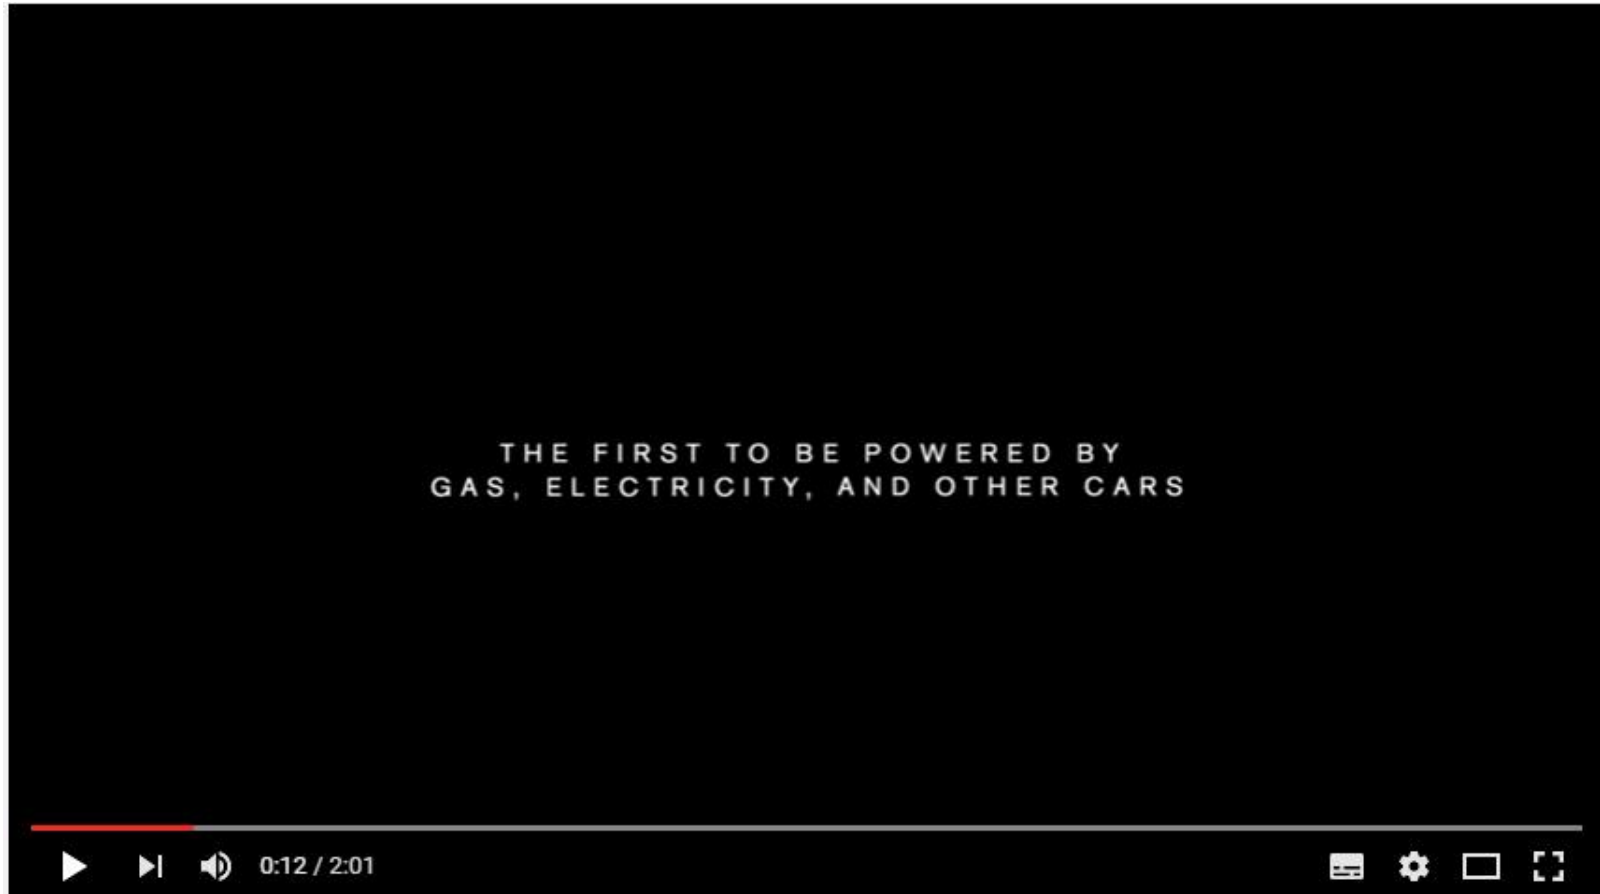 THE FIRST TO BE POWERED BY
GAS, ELECTRICITY, AND OTHER CARS
0:12 / 2:01